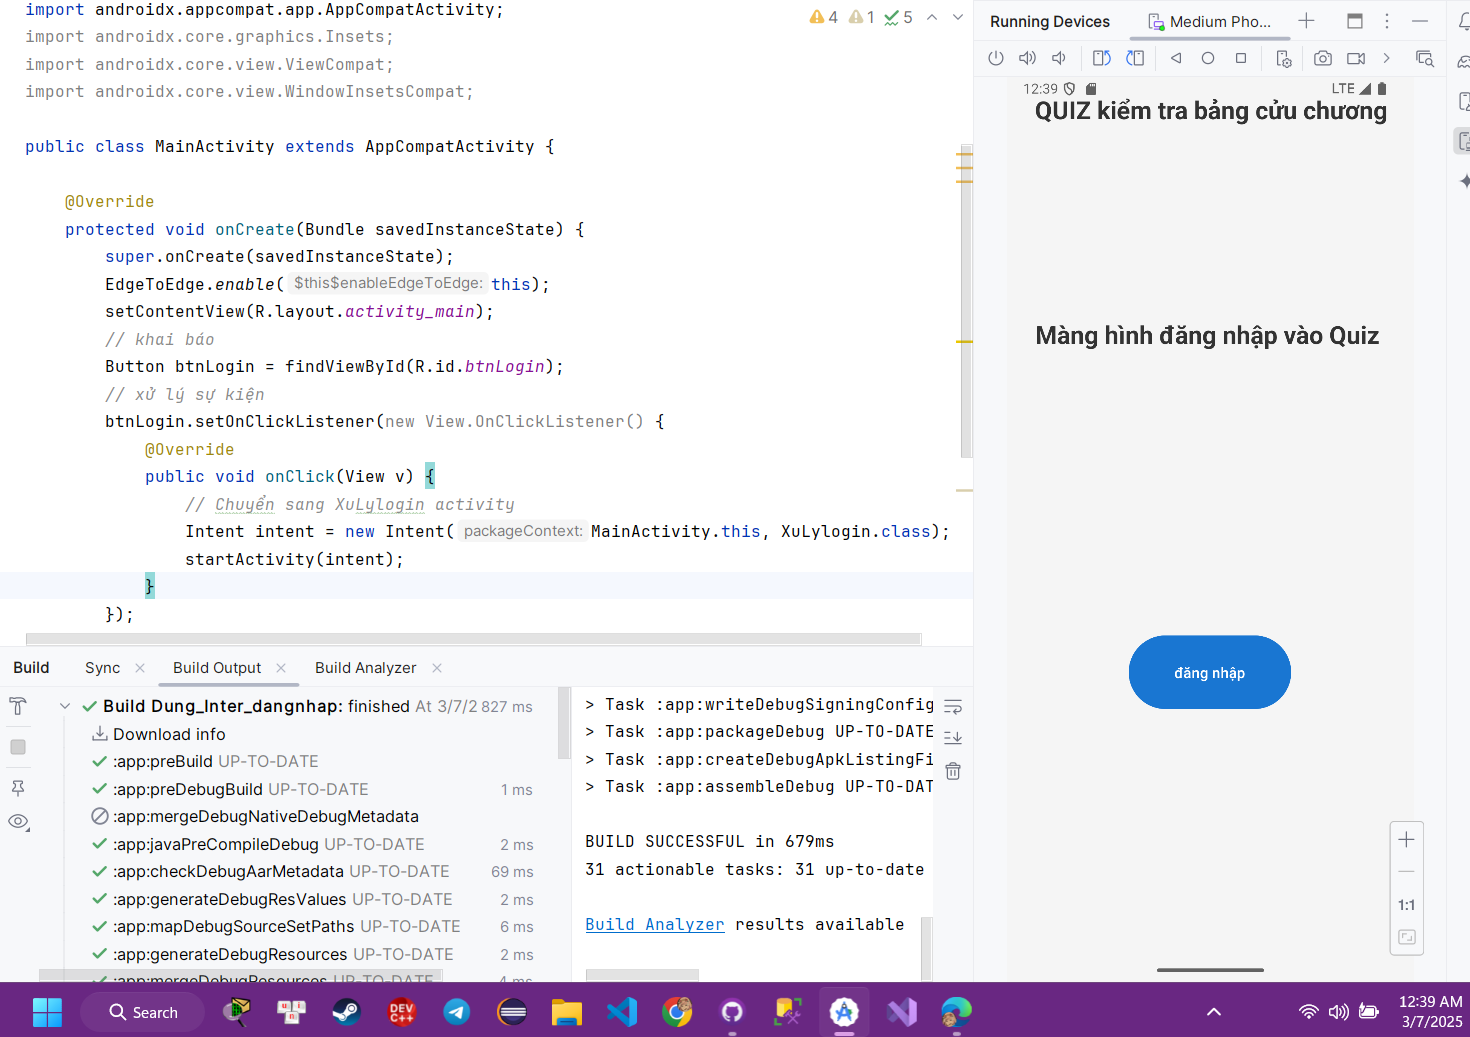 import androidx.appcompat.app.AppCompatActivity;
import androidx.core.graphics.Insets;
import androidx.core.view.ViewCompat;
import androidx.core.view.WindowInsetsCompat;
public class MainActivity extends AppCompatActivity {
@Override
protected void onCreate(Bundle savedInstanceState) {
super.onCreate(savedInstanceState);
EdgeToEdge.enable( $this$enableEdgeToEdge: this);
setContentView(R.layout.activity_main);
// khai báo
Button btnLogin = findViewById(R.id.btnLogin);
// xử lý sự kiện
btnLogin.setOnClickListener(new View.OnClickListener() {
@Override
public void onClick(View v) {
// Chuyển sang XuLylogin activity
Intent intent = new Intent( packageContext: MainActivity.this, XuLylogin.class);
startActivity(intent);
}
});
4 1 5
Running Devices Medium Pho...
12:39 LTE
QUIZ kiểm tra bảng cửu chương
Màng hình đăng nhập vào Quiz
đăng nhập
1:1
Build Sync Build Output Build Analyzer
Build Dung_Inter_dangnhap: finished At 3/7/2 827 ms
Download info
:app:preBuild UP-TO-DATE
:app:preDebugBuild UP-TO-DATE 1 ms
:app:mergeDebugNativeDebugMetadata
:app:javaPreCompileDebug UP-TO-DATE 2 ms
:app:checkDebugAarMetadata UP-TO-DATE 69 ms
:app:generateDebugResValues UP-TO-DATE 2 ms
:app:mapDebugSourceSetPaths UP-TO-DATE 6 ms
:app:generateDebugResources UP-TO-DATE 2 ms
:app:mergeDebugResources UP-TO-DATE 4 ms
> Task :app:writeDebugSigningConfig
> Task :app:packageDebug UP-TO-DATE
> Task :app:createDebugApkListingFi
> Task :app:assembleDebug UP-TO-DAT
BUILD SUCCESSFUL in 679ms
31 actionable tasks: 31 up-to-date
Build Analyzer results available
Search
DEV C++
12:39 AM
3/7/2025